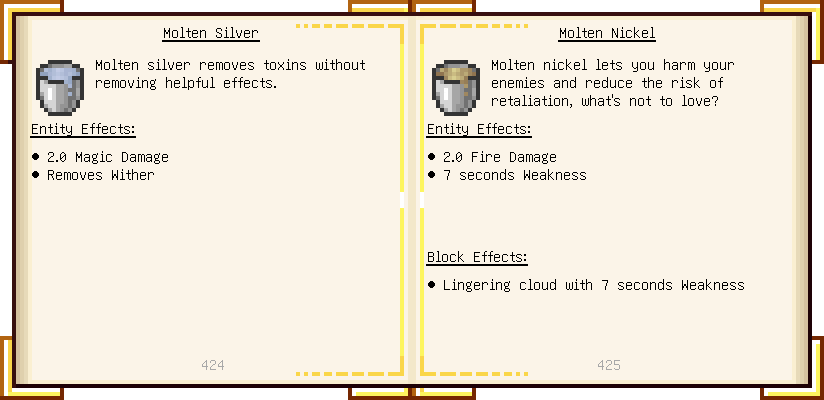 Molten Silver
Molten silver removes toxins without
removing helpful effects.
Entity Effects:
● 2.0 Magic Damage
● Removes Wither
424
Molten Nickel
Molten nickel lets you harm your
enemies and reduce the risk of
retaliation, what's not to love?
Entity Effects:
● 2.0 Fire Damage
● 7 seconds Weakness
Block Effects:
● Lingering cloud with 7 seconds Weakness
425